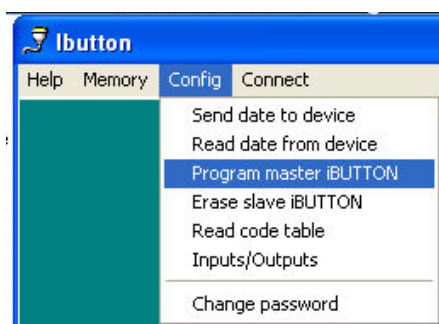 Ibutton
Help Memory Config Connect
Send date to device
Read date from device
Program master iBUTTON
Erase slave iBUTTON
Read code table
Inputs/Outputs
Change password